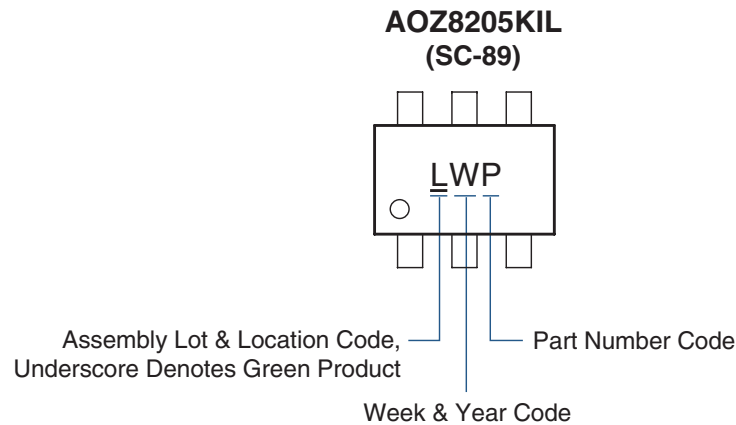 AOZ8205KIL
(SC-89)
LWP
Assembly Lot & Location Code,
Underscore Denotes Green Product
Part Number Code
Week & Year Code